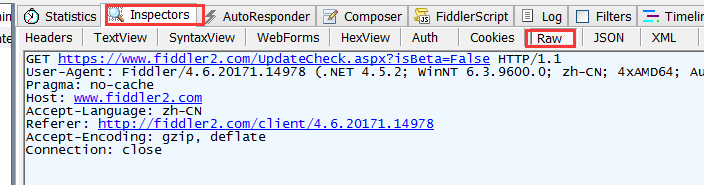 Statistics Inspectors AutoResponder Composer FiddlerScript Log Filters Timelin
Headers TextView SyntaxView WebForms HexView Auth Cookies Raw JSON XML
GET https://www.fiddler2.com/UpdateCheck.aspx?isBeta=False HTTP/1.1
User-Agent: Fiddler/4.6.20171.14978 (.NET 4.5.2; WinNT 6.3.9600.0; zh-CN; 4xAMD64; Au
Pragma: no-cache
Host: www.fiddler2.com
Accept-Language: zh-CN
Referer: http://fiddler2.com/client/4.6.20171.14978
Accept-Encoding: gzip, deflate
Connection: close